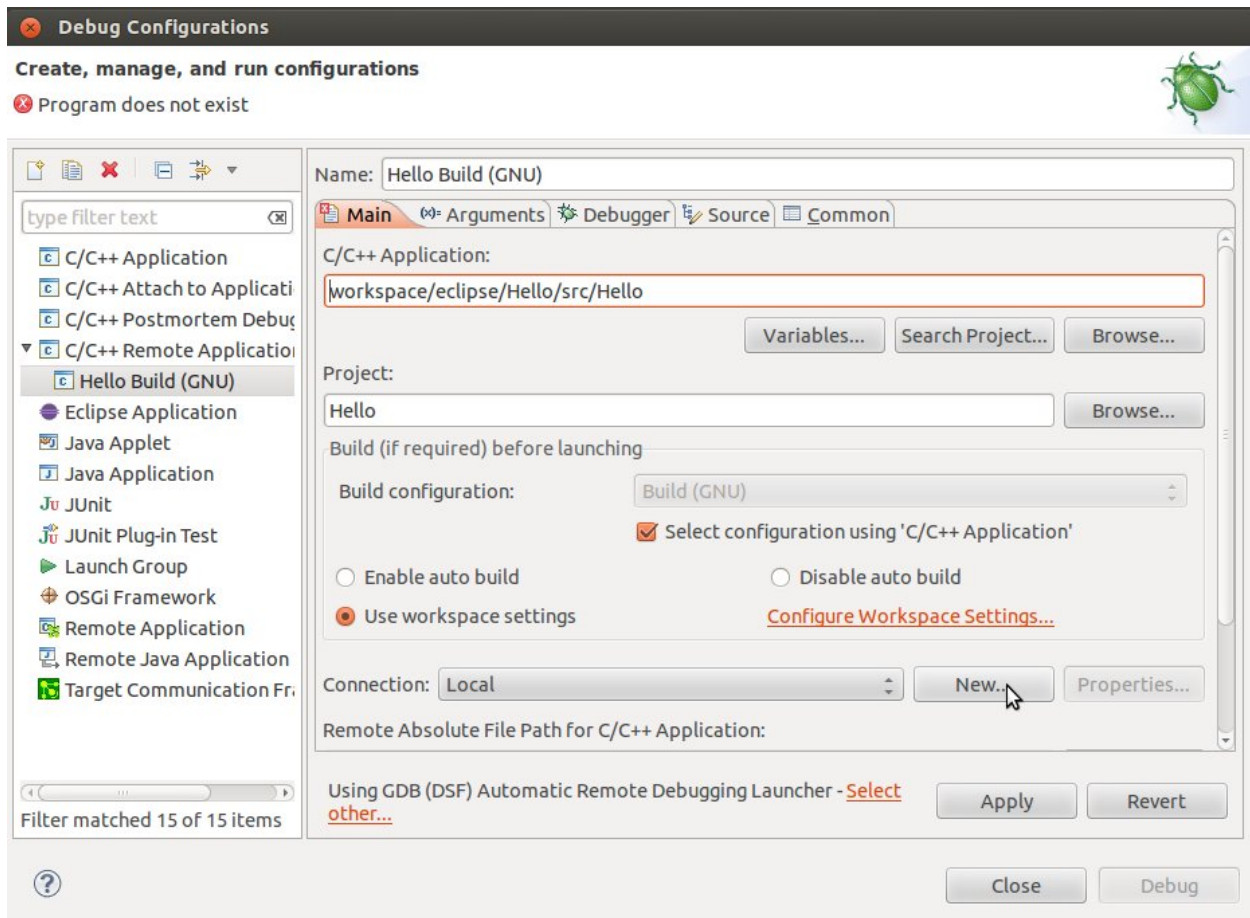 Debug Configurations
Create, manage, and run configurations
Program does not exist
type filter text
C/C++ Application
C/C++ Attach to Applicati
C/C++ Postmortem Debug
C/C++ Remote Application
Hello Build (GNU)
Eclipse Application
Java Applet
Java Application
JUnit
JUnit Plug-in Test
Launch Group
OSGi Framework
Remote Application
Remote Java Application
Target Communication Fra
Filter matched 15 of 15 items
Name: Hello Build (GNU)
Main (x)= Arguments Debugger Source Common
C/C++ Application:
workspace/eclipse/Hello/src/Hello
Variables... Search Project... Browse...
Project:
Hello Browse...
Build (if required) before launching
Build configuration: Build (GNU)
Select configuration using 'C/C++ Application'
Enable auto build Disable auto build
Use workspace settings Configure Workspace Settings...
Connection: Local New... Properties...
Remote Absolute File Path for C/C++ Application:
Using GDB (DSF) Automatic Remote Debugging Launcher - Select
other...
Apply Revert
Close Debug